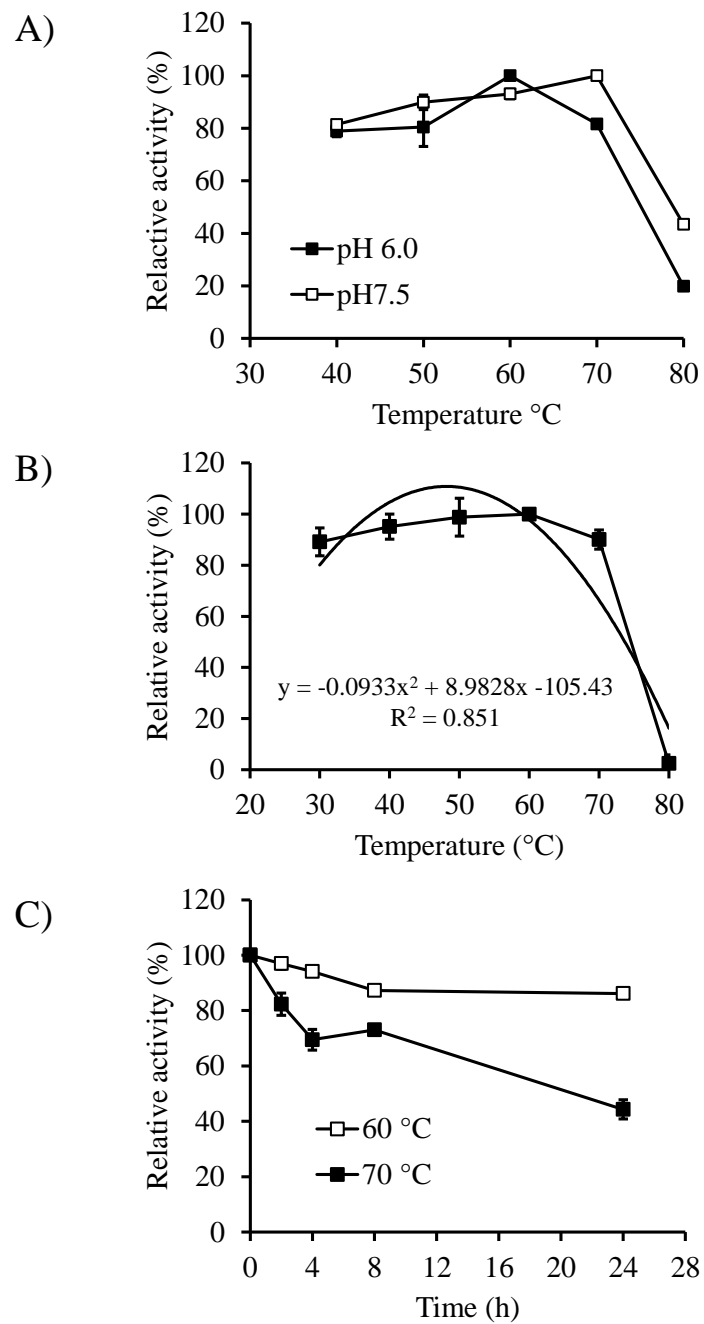 A)
Relactive activity (%)
120
100
80
60
40
20
0
pH 6.0
pH7.5
30 40 50 60 70 80
Temperature °C
B)
Relative activity (%)
120
100
80
60
40
20
0
y = -0.0933x² + 8.9828x -105.43
R² = 0.851
20 30 40 50 60 70 80
Temperature (°C)
C)
Relative activity (%)
120
100
80
60
40
20
0
60 °C
70 °C
0 4 8 12 16 20 24 28
Time (h)